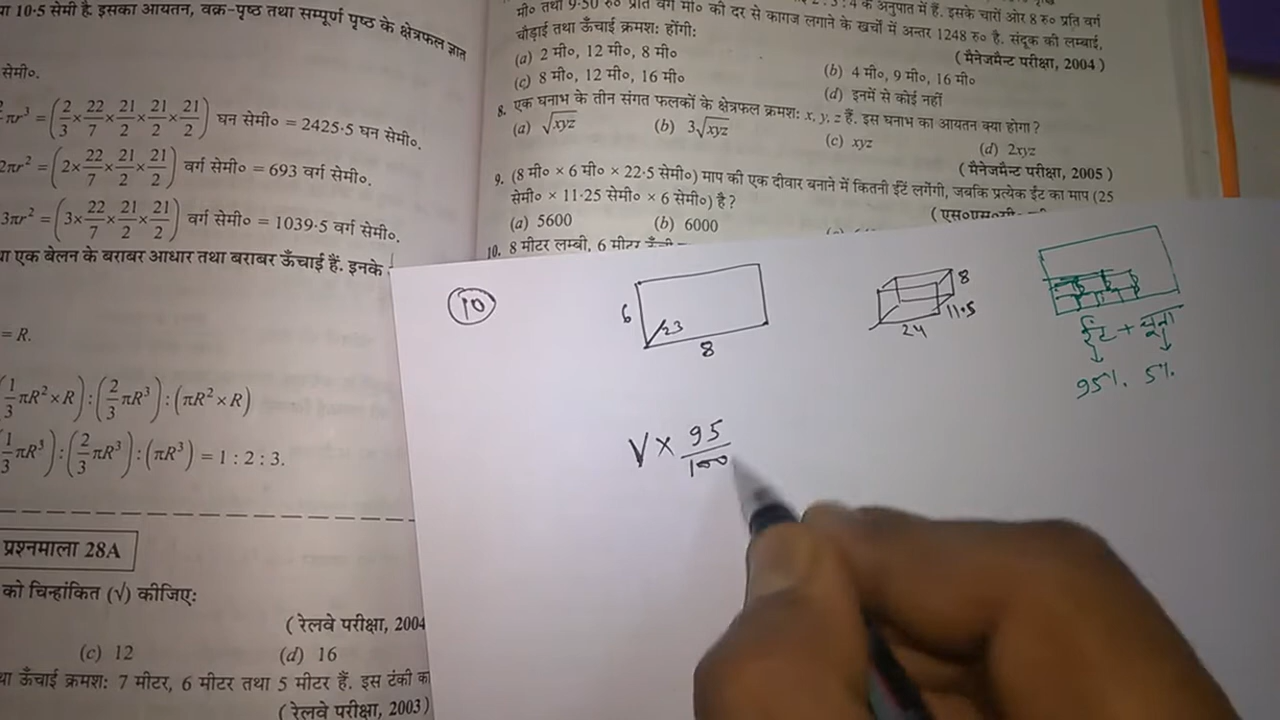 10·5 सेमी है. इसका आयतन, वक्र-पृष्ठ तथा सम्पूर्ण पृष्ठ के क्षेत्रफल ज्ञात
सेमी०.
πr³ = (2/3 × 22/7 × 21/2 × 21/2 × 21/2) घन सेमी० = 2425·5 घन सेमी०.
2πr² = (2 × 22/7 × 21/2 × 21/2) वर्ग सेमी० = 693 वर्ग सेमी०.
3πr² = (3 × 22/7 × 21/2 × 21/2) वर्ग सेमी० = 1039·5 वर्ग सेमी०.
एक बेलन के बराबर आधार तथा बराबर ऊँचाई हैं. इनके
= R.
(1/3 πR² × R) : (2/3 πR³) : (πR² × R)
(1/3 πR³) : (2/3 πR³) : (πR³) = 1 : 2 : 3.
प्रश्नमाला 28A
को चिन्हांकित (√) कीजिए:
(रेलवे परीक्षा, 2004
(c) 12 (d) 16
ऊँचाई क्रमश: 7 मीटर, 6 मीटर तथा 5 मीटर हैं. इस टंकी
(रेलवे परीक्षा, 2003)
4 के अनुपात में हैं. इसके चारों ओर 8 रु० प्रति वर्ग
मी० तथा 9·50 रु० प्रति वर्ग मी० की दर से कागज लगाने के खर्चों में अन्तर 1248 रु० है. संदूक की लम्बाई,
चौड़ाई तथा ऊँचाई क्रमश: होंगी:
(मैनेजमैन्ट परीक्षा, 2004)
(a) 2 मी०, 12 मी०, 8 मी० (b) 4 मी०, 9 मी०, 16 मी०
(c) 8 मी०, 12 मी०, 16 मी० (d) इनमें से कोई नहीं
8. एक घनाभ के तीन संगत फलकों के क्षेत्रफल क्रमश: x, y, z हैं. इस घनाभ का आयतन क्या होगा?
(a) √xyz (b) 3√xyz (c) xyz (d) 2xyz
(मैनेजमैन्ट परीक्षा, 2005)
9. (8 मी० × 6 मी० × 22·5 सेमी०) माप की एक दीवार बनाने में कितनी ईंटें लगेंगी, जबकि प्रत्येक ईंट का माप (25
सेमी० × 11·25 सेमी० × 6 सेमी०) है?
(a) 5600 (b) 6000
10. 8 मीटर लम्बी, 6 मीटर
10
6
23
8
8
11.5
24
ईंट + चूना
95% 5%
V × 95/100